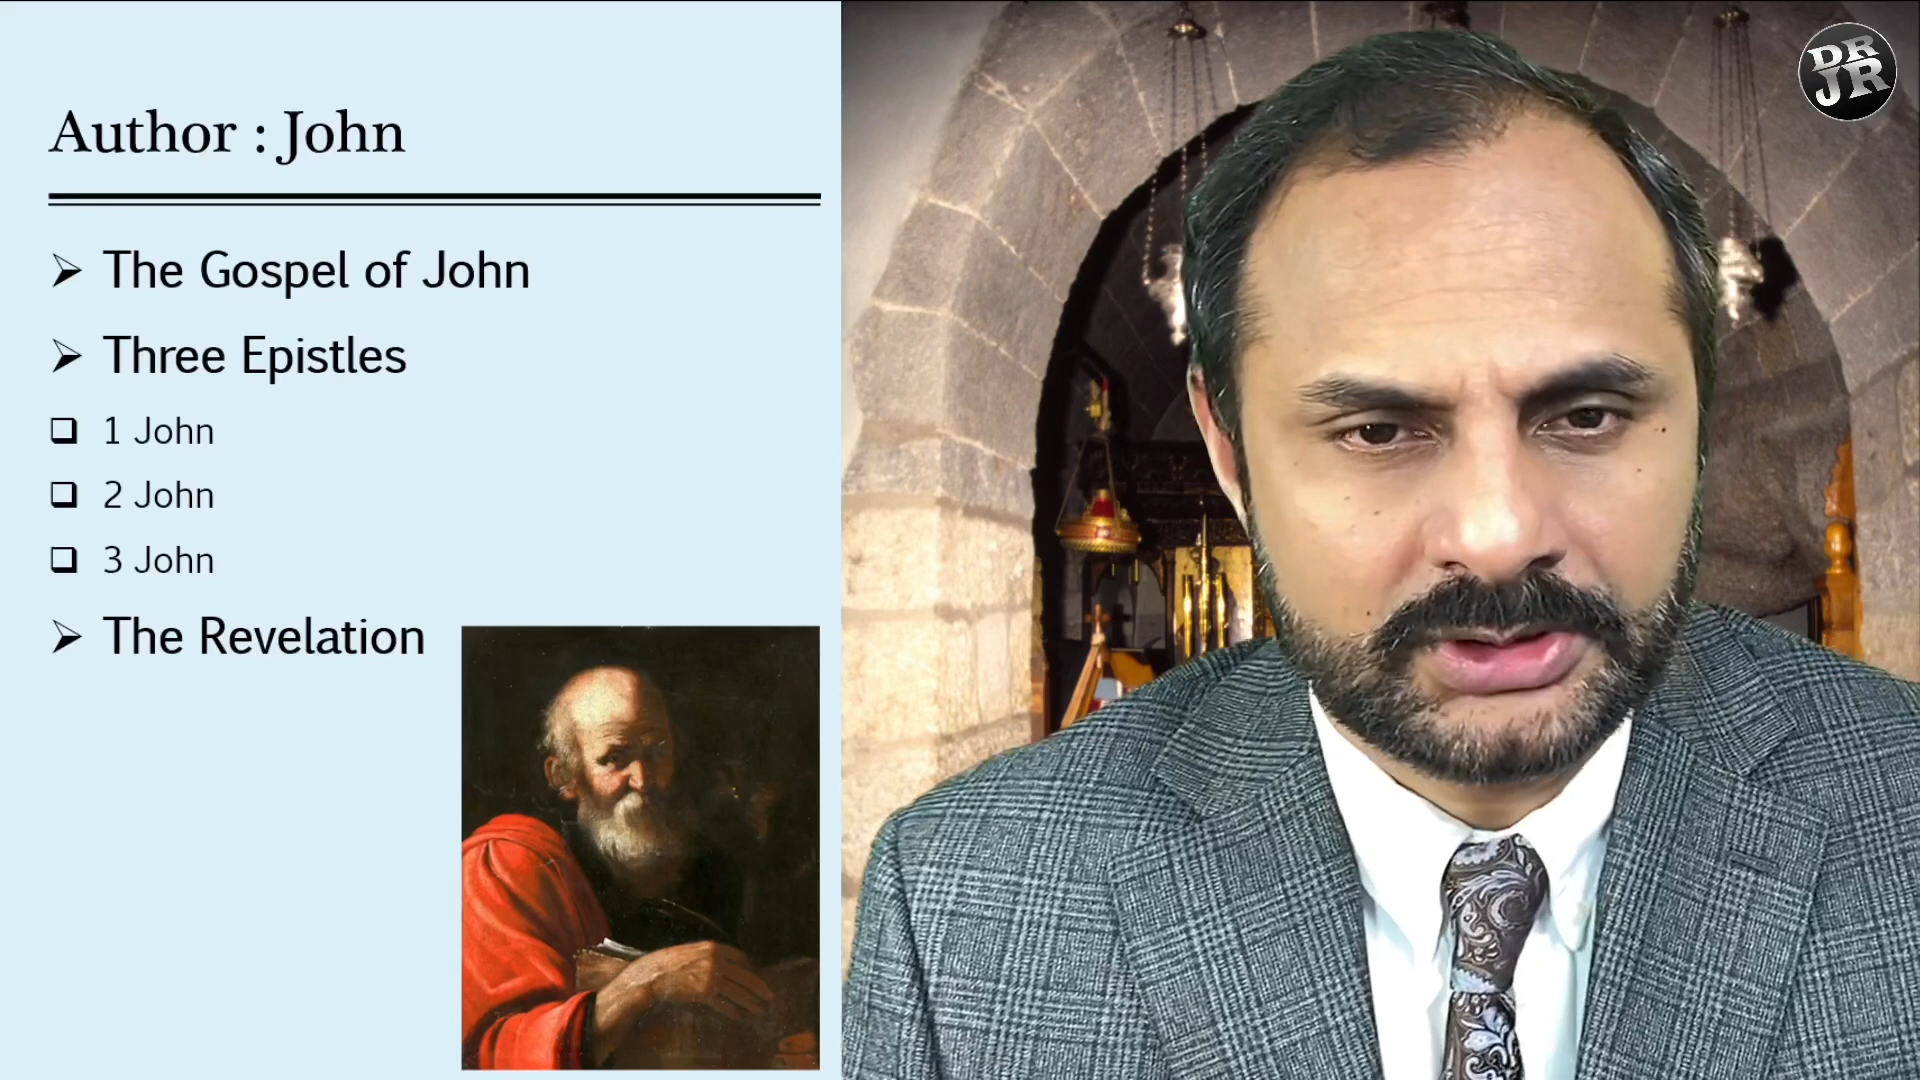 Author : John
The Gospel of John
Three Epistles
1 John
2 John
3 John
The Revelation
DR
JR